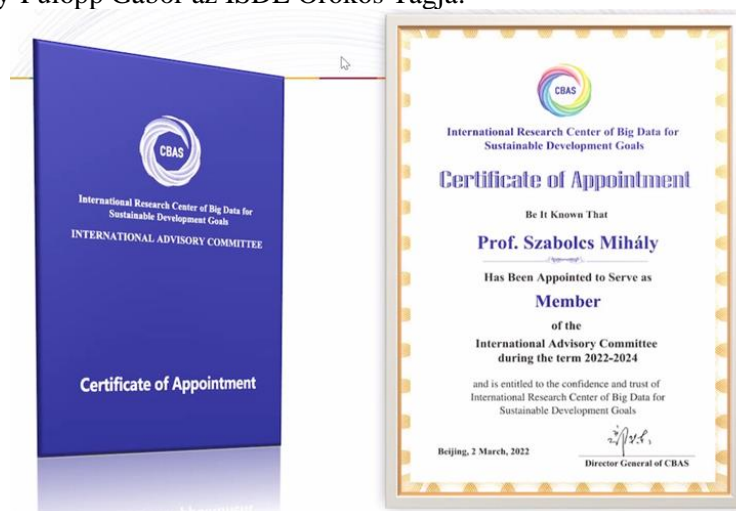 y Pálopp Gábor az ISDE Örökös Tagja.
CBAS
International Research Center of Big Data for
Sustainable Development Goals
INTERNATIONAL ADVISORY COMMITTEE
Certificate of Appointment
CBAS
International Research Center of Big Data for
Sustainable Development Goals
Certificate of Appointment
Be It Known That
Prof. Szabolcs Mihály
Has Been Appointed to Serve as
Member
of the
International Advisory Committee
during the term 2022-2024
and is entitled to the confidence and trust of
International Research Center of Big Data for
Sustainable Development Goals
Beijing, 2 March, 2022
Director General of CBAS